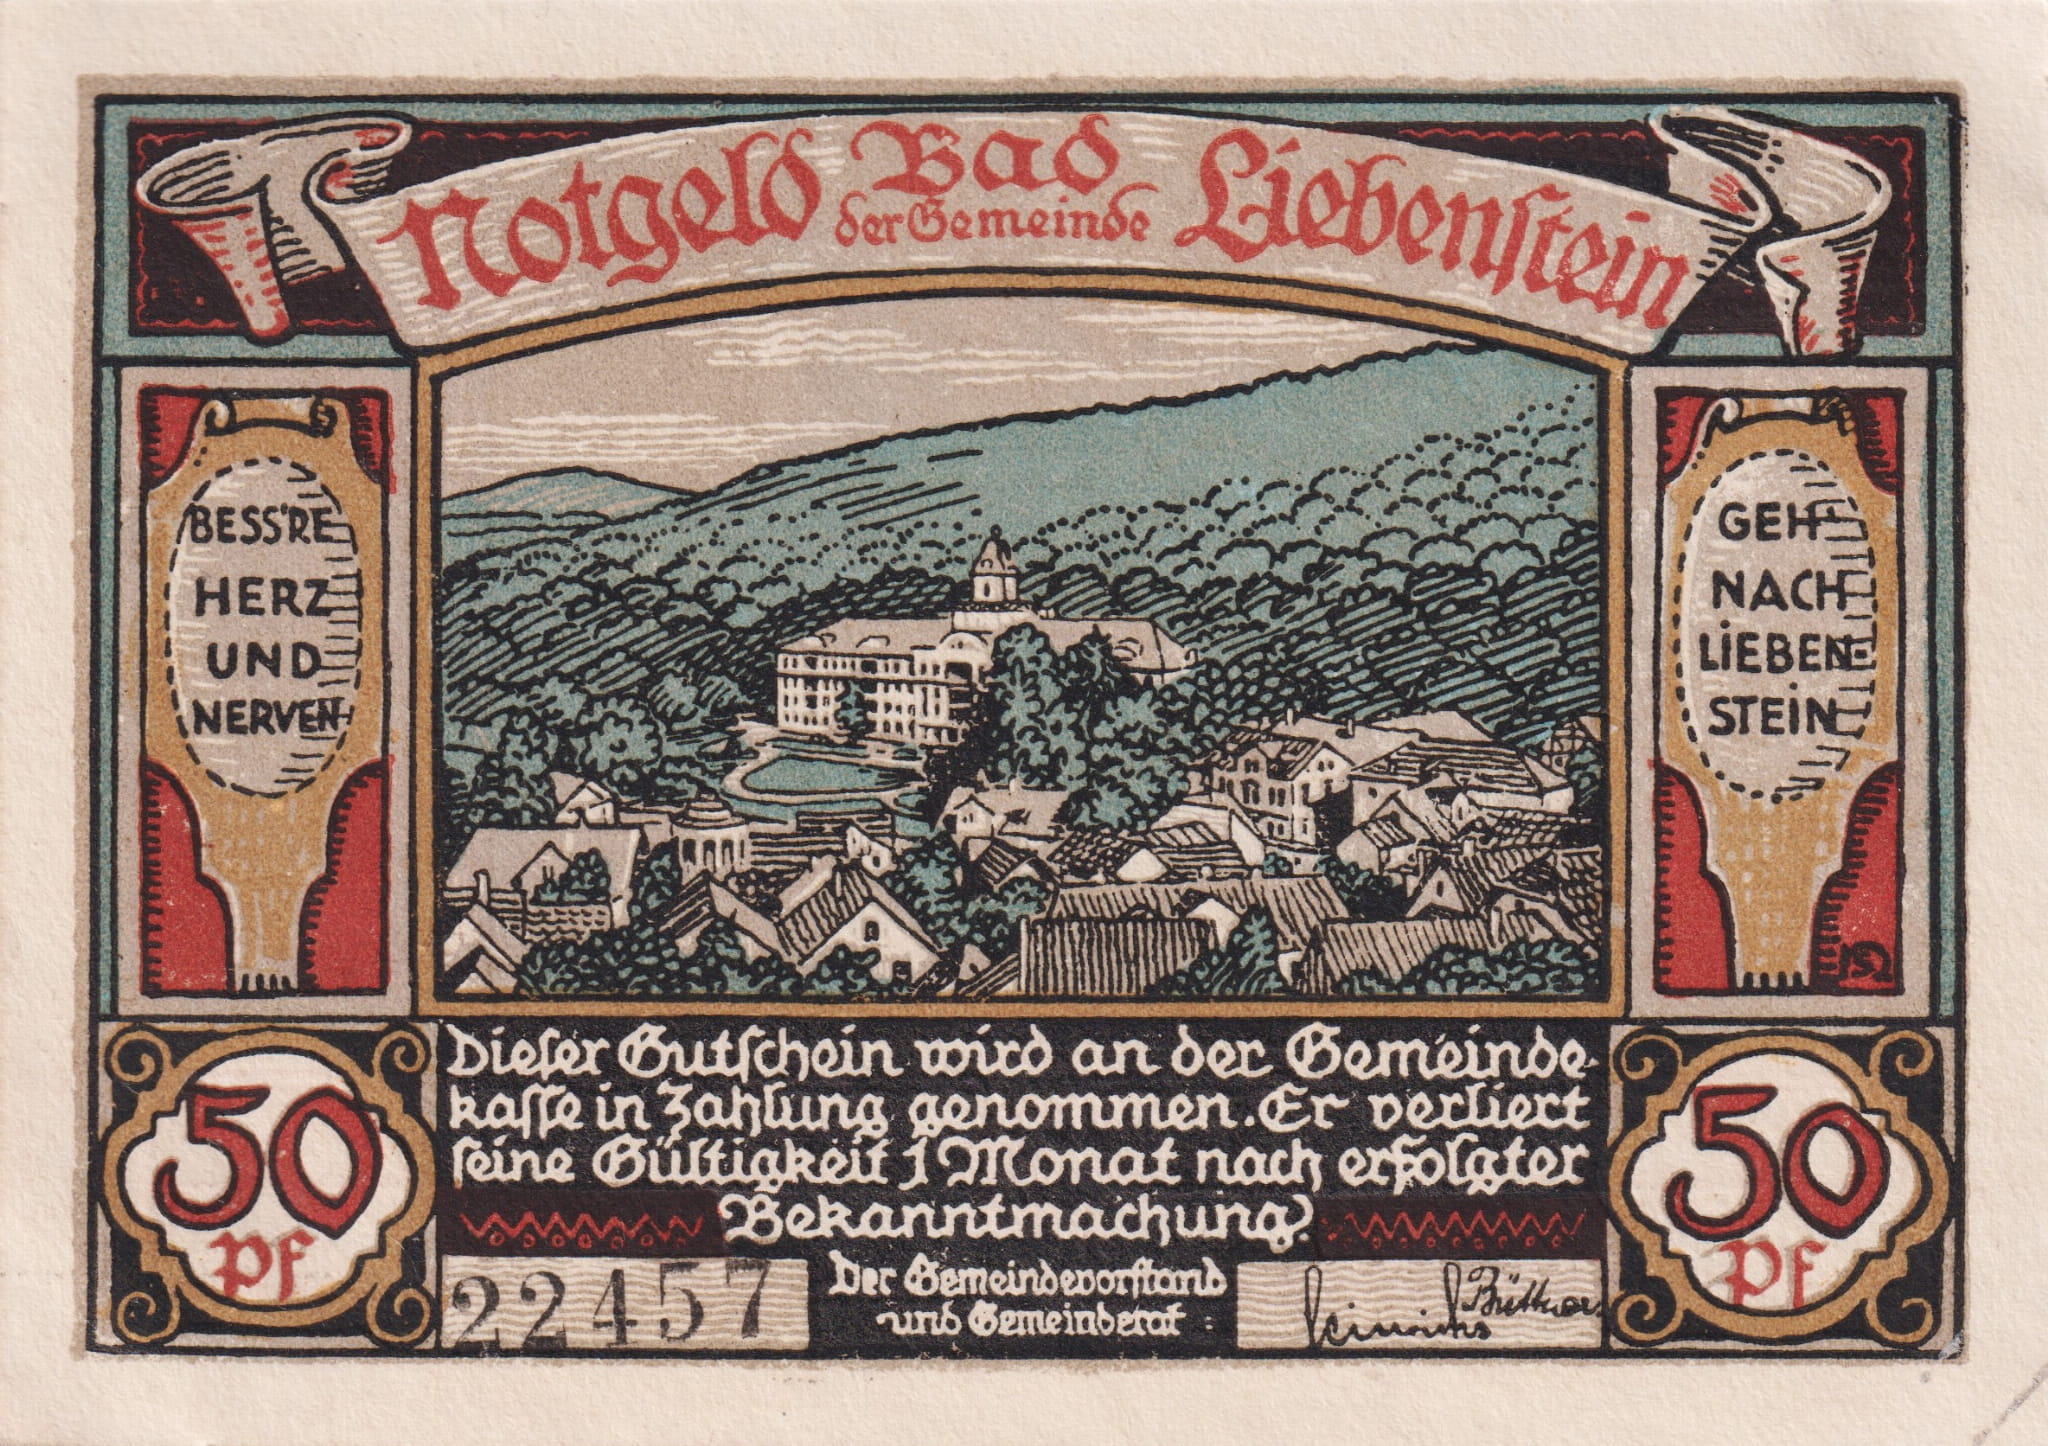 Notgeld Bad Liebenstein
der Gemeinde
BESS'RE
HERZ
UND
NERVEN
GEH
NACH
LiEBEN
STEiN
Dieser Gutschein wird an der Gemeinde-
kasse in Zahlung genommen. Er verliert
seine Gültigkeit 1 Monat nach erfolgter
Bekanntmachung.
50
Pf
50
Pf
22457
Der Gemeindevorstand
und Gemeinderat:
Büttner